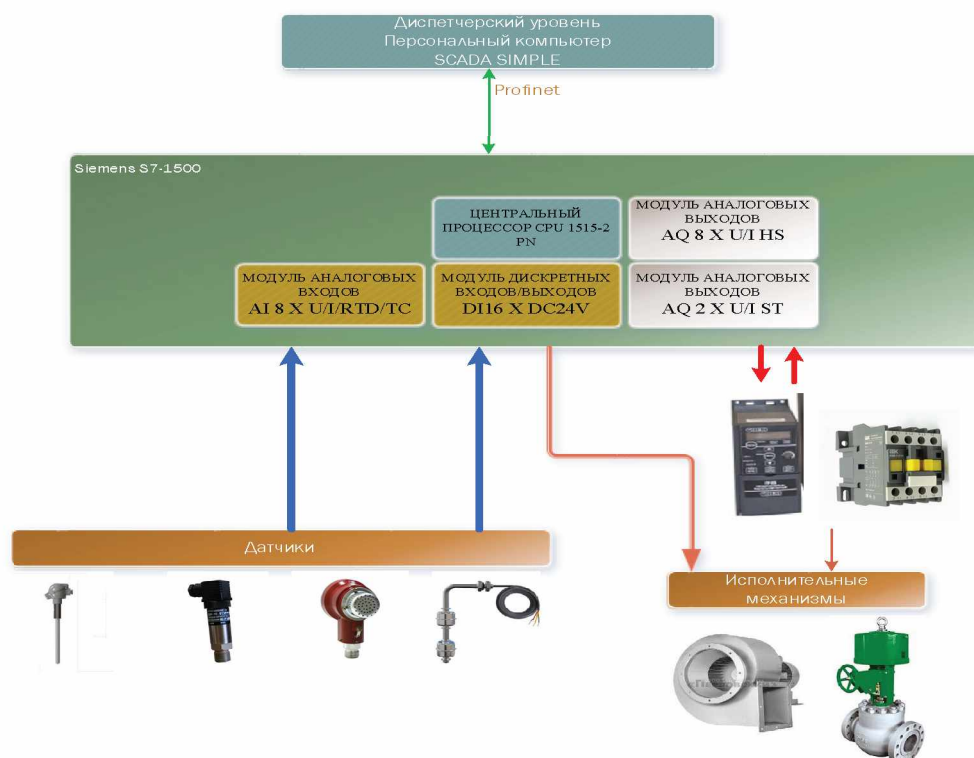 Диспетчерский уровень
Персональный компьютер
SCADA SIMPLE
Profinet
Siemens S7-1500
ЦЕНТРАЛЬНЫЙ
ПРОЦЕССОР CPU 1515-2
PN
МОДУЛЬ АНАЛОГОВЫХ
ВЫХОДОВ
AQ 8 X U/I HS
МОДУЛЬ АНАЛОГОВЫХ
ВХОДОВ
AI 8 X U/I/RTD/TC
МОДУЛЬ ДИСКРЕТНЫХ
ВХОДОВ/ВЫХОДОВ
DI16 X DC24V
МОДУЛЬ АНАЛОГОВЫХ
ВЫХОДОВ
AQ 2 X U/I ST
Датчики
Исполнительные
механизмы